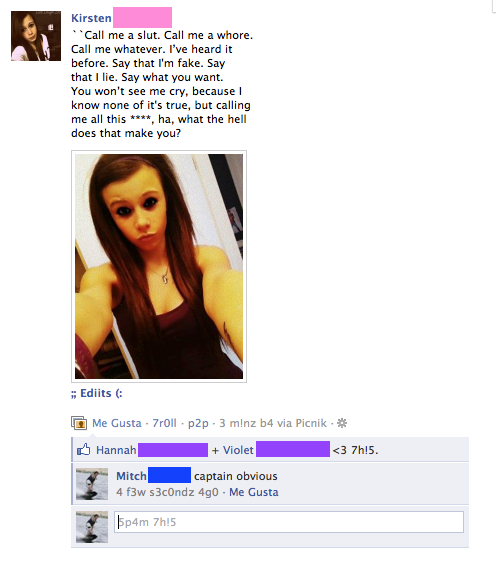 Kirsten
``Call me a slut. Call me a whore.
Call me whatever. I've heard it
before. Say that I'm fake. Say
that I lie. Say what you want.
You won't see me cry, because I
know none of it's true, but calling
me all this ****, ha, what the hell
does that make you?
;; Ediits (:
Me Gusta · 7r0ll · p2p · 3 m!nz b4 via Picnik ·
Hannah + Violet <3 7h!5.
Mitch captain obvious
4 f3w s3c0ndz 4g0 · Me Gusta
5p4m 7h!5